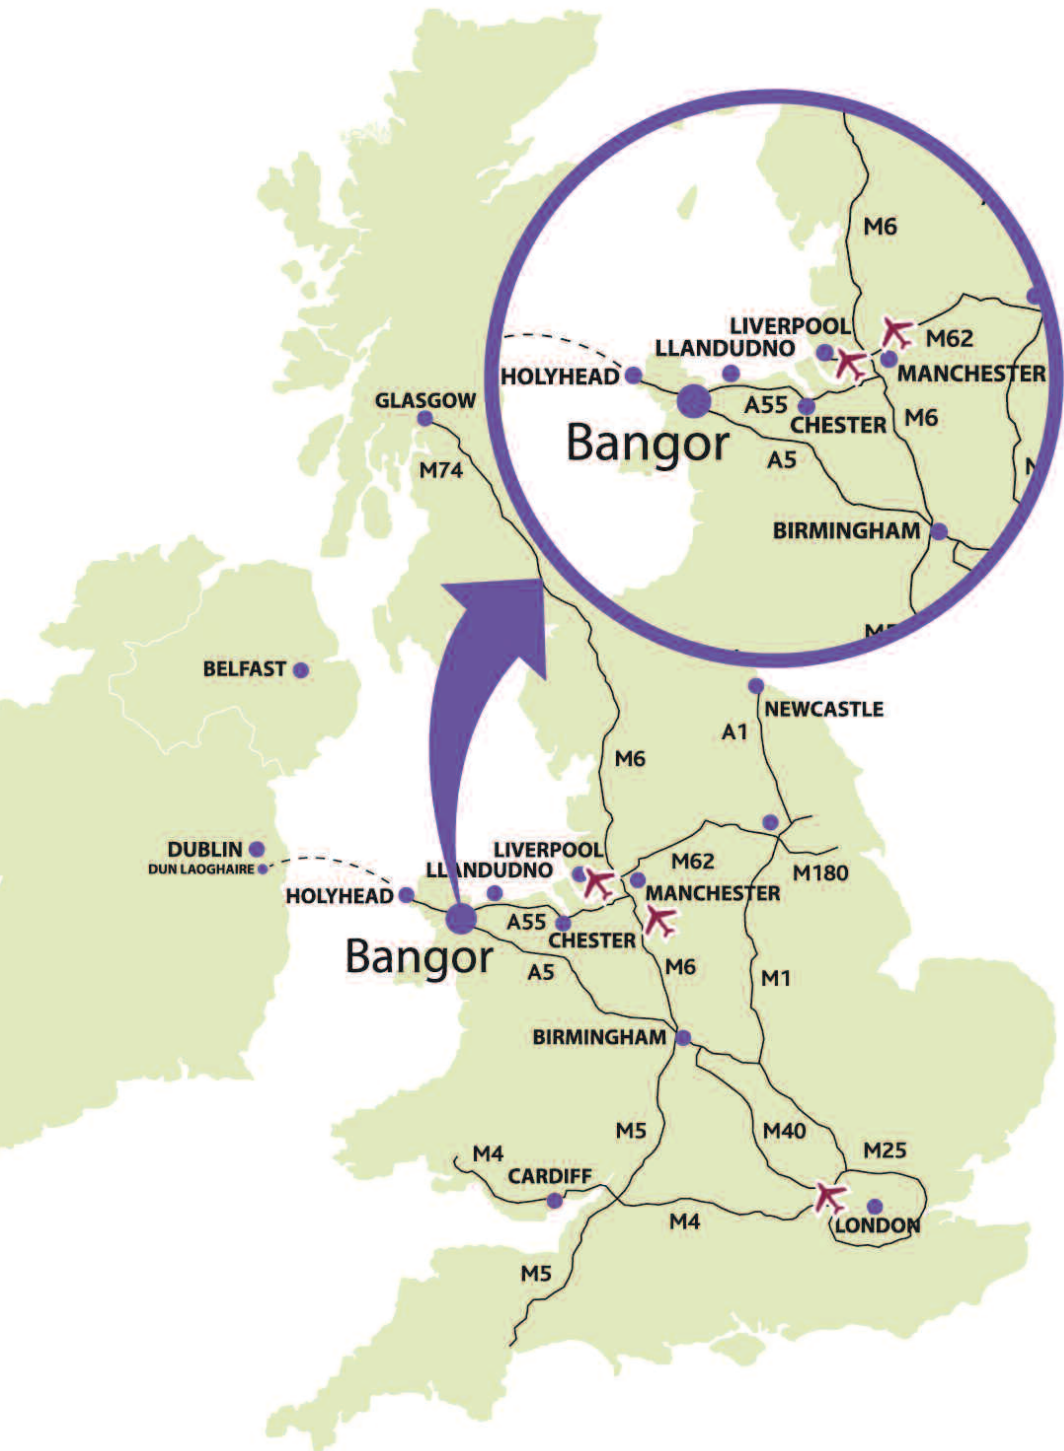 M6
LIVERPOOL
LLANDUDNO
M62
HOLYHEAD
MANCHESTER
A55
CHESTER
M6
Bangor
A5
BIRMINGHAM
GLASGOW
M74
BELFAST
NEWCASTLE
A1
M6
DUBLIN
DUN LAOGHAIRE
LIVERPOOL
LLANDUDNO
M62
M180
HOLYHEAD
MANCHESTER
A55
CHESTER
Bangor
A5
M6
M1
BIRMINGHAM
M5
M40
M25
M4
CARDIFF
M4
LONDON
M5